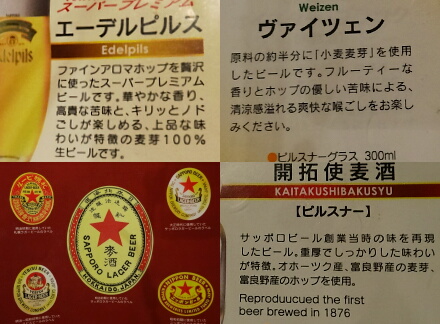 スーパープレミアム
エーデルピルス
Edelpils
ファインアロマホップを贅沢
に使ったスーパープレミアム
ビールです。華やかな香り、
高貴な苦味と、キリッとノド
ごしが楽しめる、上品な味
わいが特徴の麦芽100%
生ビールです。
Weizen
ヴァイツェン
原料の約半分に「小麦麦芽」を使用
したビールです。フルーティーな
香りとホップの優しい苦味による、
清涼感溢れる爽快な喉ごしをお楽し
みください。
●ピルスナーグラス 300ml
SAPPORO LAGER BEER
麥酒
HOKKAIDO.JAPAN
開拓使麦酒
KAITAKUSHIBAKUSYU
【ピルスナー】
サッポロビール創業当時の味を再現
したビール。重厚でしっかりした味わい
が特徴。オホーツク産、富良野産の麦芽、
富良野産のホップを使用。
Reproduucued the first
beer brewed in 1876